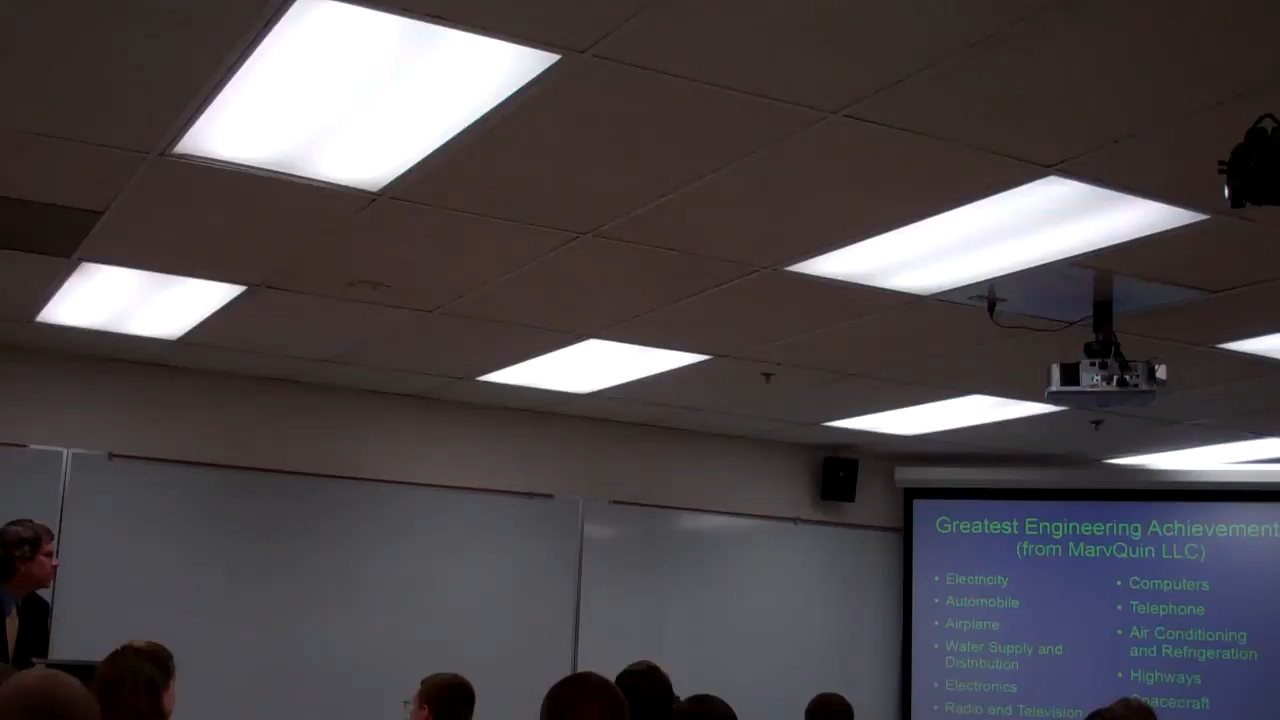 Greatest Engineering Achievement
(from MarvQuin LLC)
• Electricity
• Automobile
• Airplane
• Water Supply and
Distribution
• Electronics
• Radio and Television
• Computers
• Telephone
• Air Conditioning
and Refrigeration
• Highways
Spacecraft